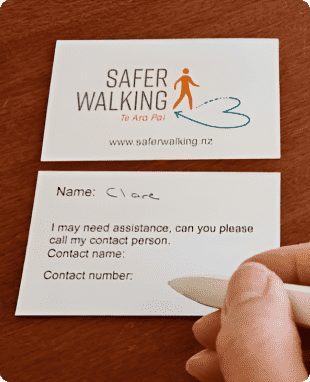 SAFER
WALKING
Te Ara Pai
www.saferwalking.nz
Name: Clare
I may need assistance, can you please
call my contact person.
Contact name:
Contact number: